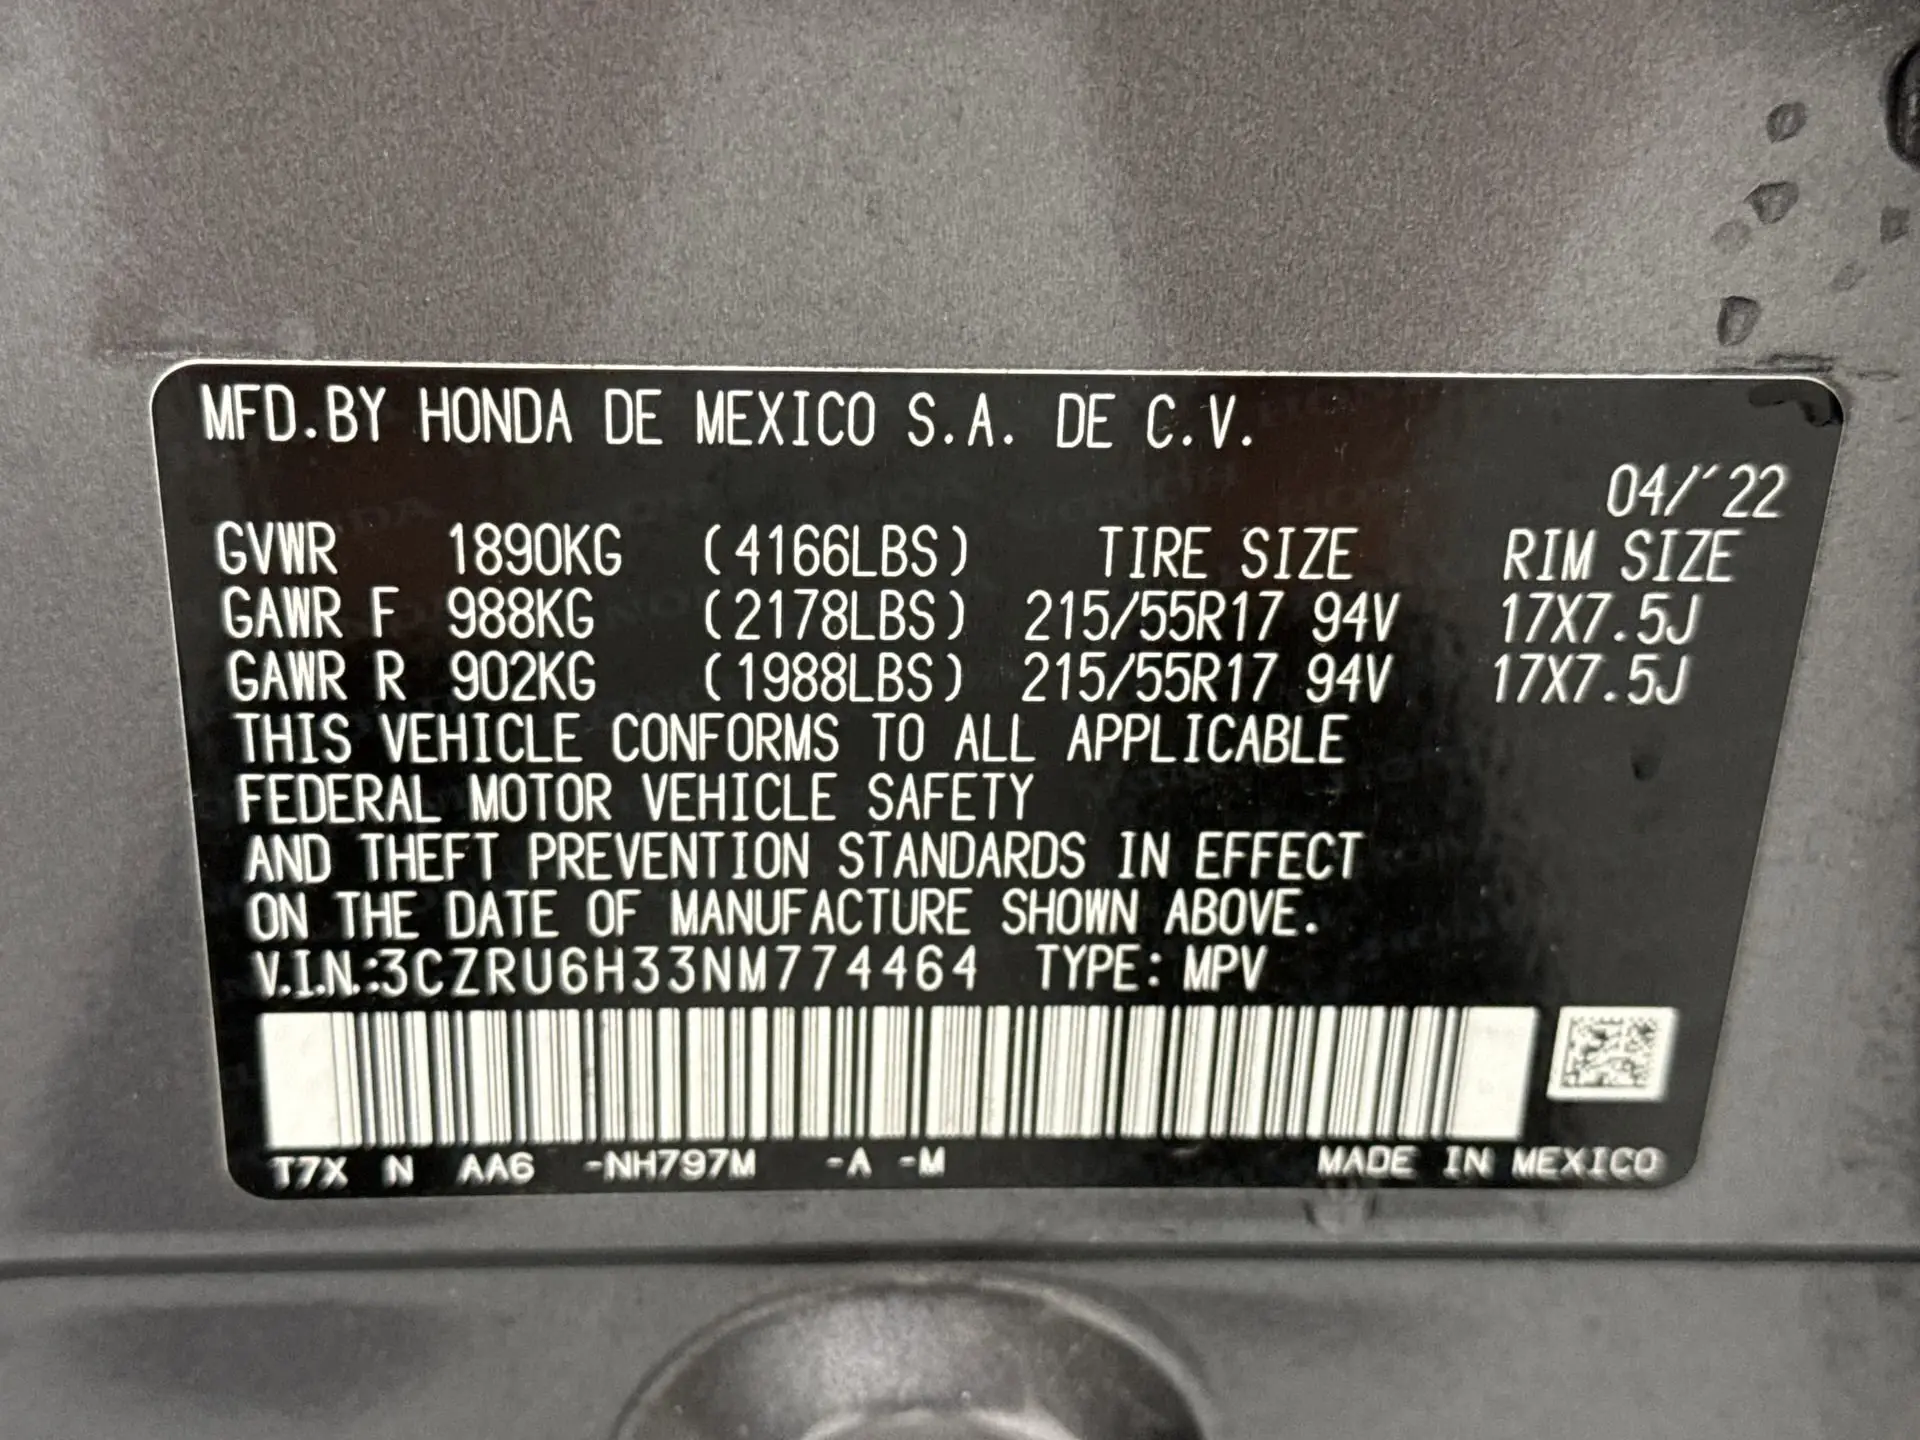 MFD.BY HONDA DE MEXICO S.A. DE C.V.
04/'22
GVWR 1890KG (4166LBS) TIRE SIZE RIM SIZE
GAWR F 988KG (2178LBS) 215/55R17 94V 17X7.5J
GAWR R 902KG (1988LBS) 215/55R17 94V 17X7.5J
THIS VEHICLE CONFORMS TO ALL APPLICABLE
FEDERAL MOTOR VEHICLE SAFETY
AND THEFT PREVENTION STANDARDS IN EFFECT
ON THE DATE OF MANUFACTURE SHOWN ABOVE.
V.I.N.:3CZRU6H33NM774464 TYPE: MPV
T7X N AA6 -NH797M -A -M MADE IN MEXICO